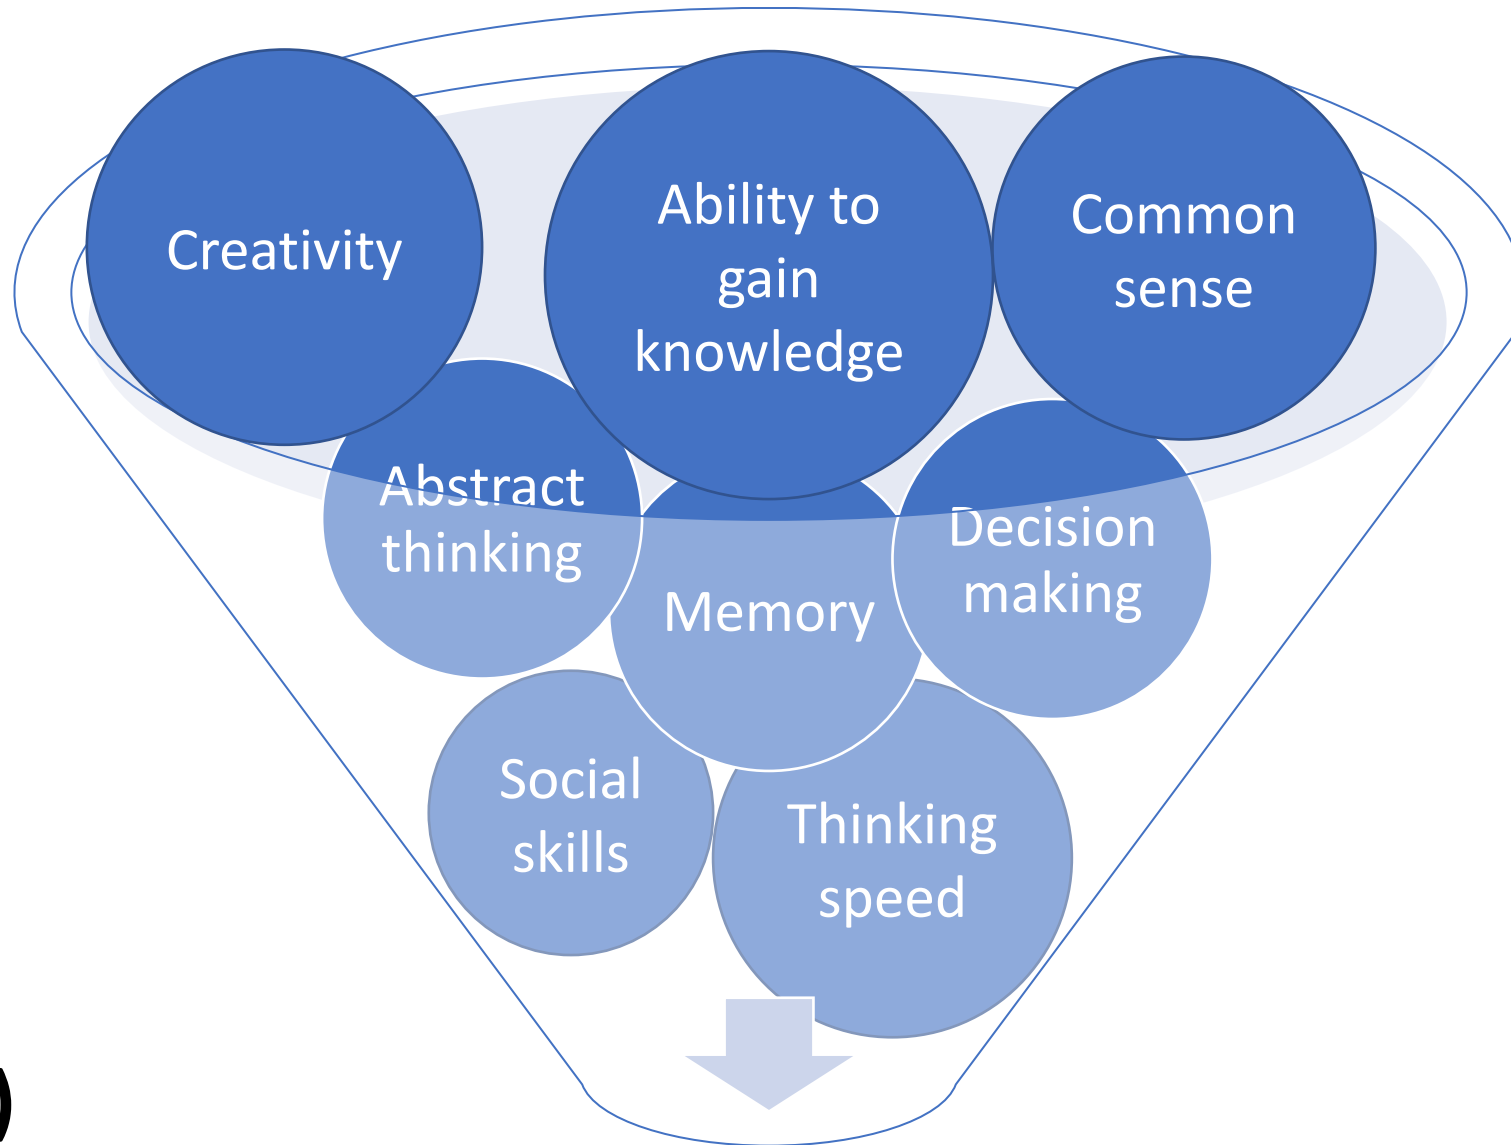 Creativity
Ability to
gain
knowledge
Common
sense
Abstract
thinking
Memory
Decision
making
Social
skills
Thinking
speed
)